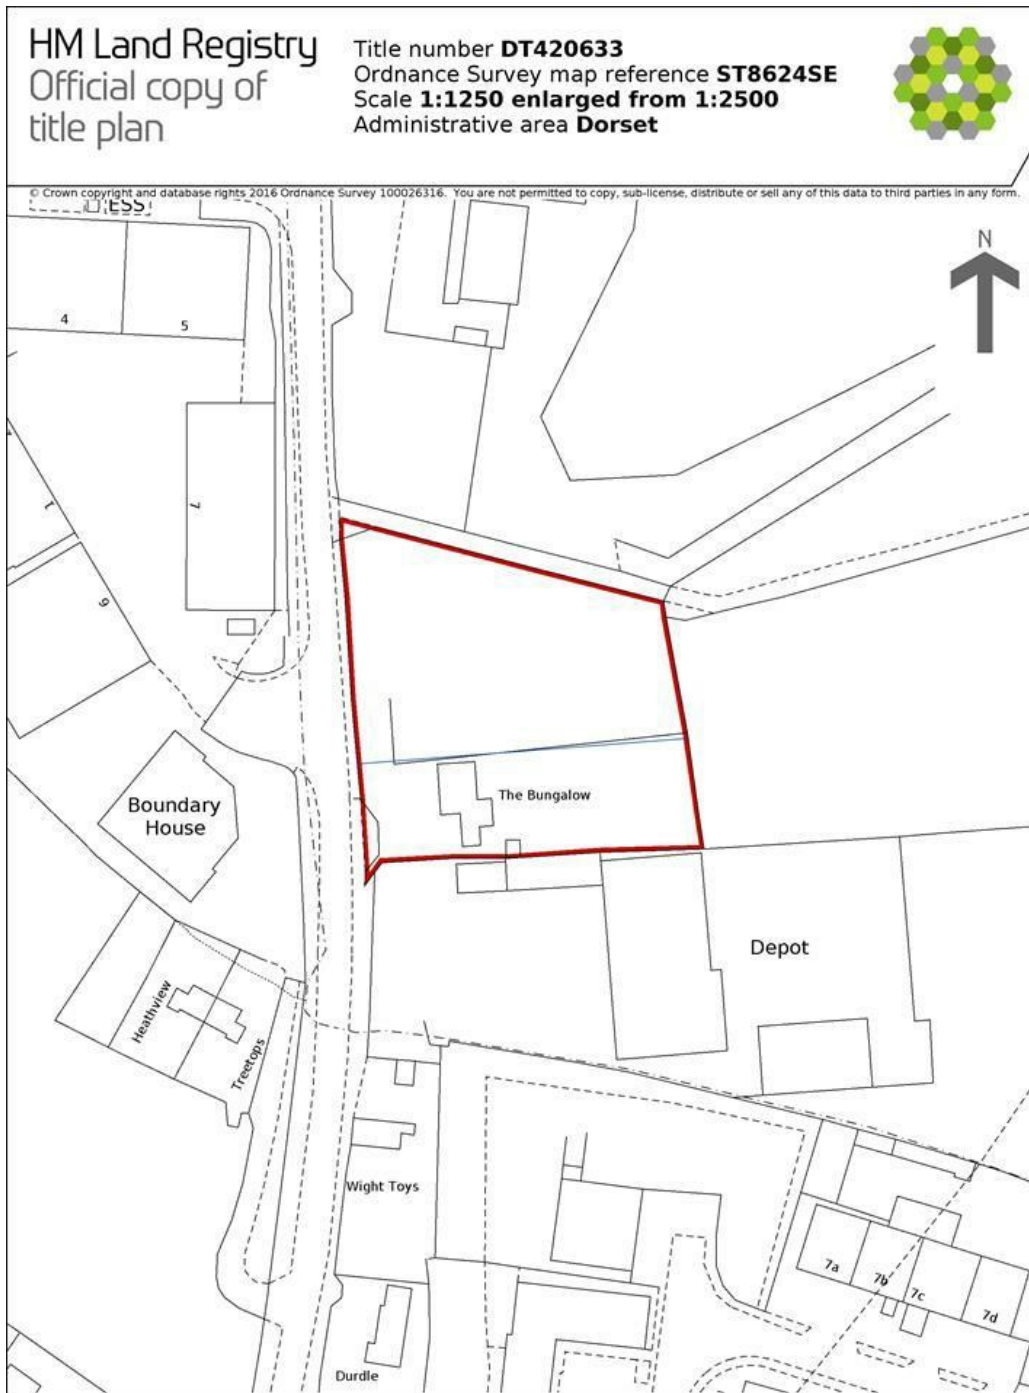 HM Land Registry
Official copy of
title plan
Title number DT420633
Ordnance Survey map reference ST8624SE
Scale 1:1250 enlarged from 1:2500
Administrative area Dorset
© Crown copyright and database rights 2016 Ordnance Survey 100026316. You are not permitted to copy, sub-license, distribute or sell any of this data to third parties in any form.
ESS
N
4
5
7
1
6
The Bungalow
Boundary
House
Depot
Heathview
Treetops
Wight Toys
7a
7b
7c
7d
Durdle